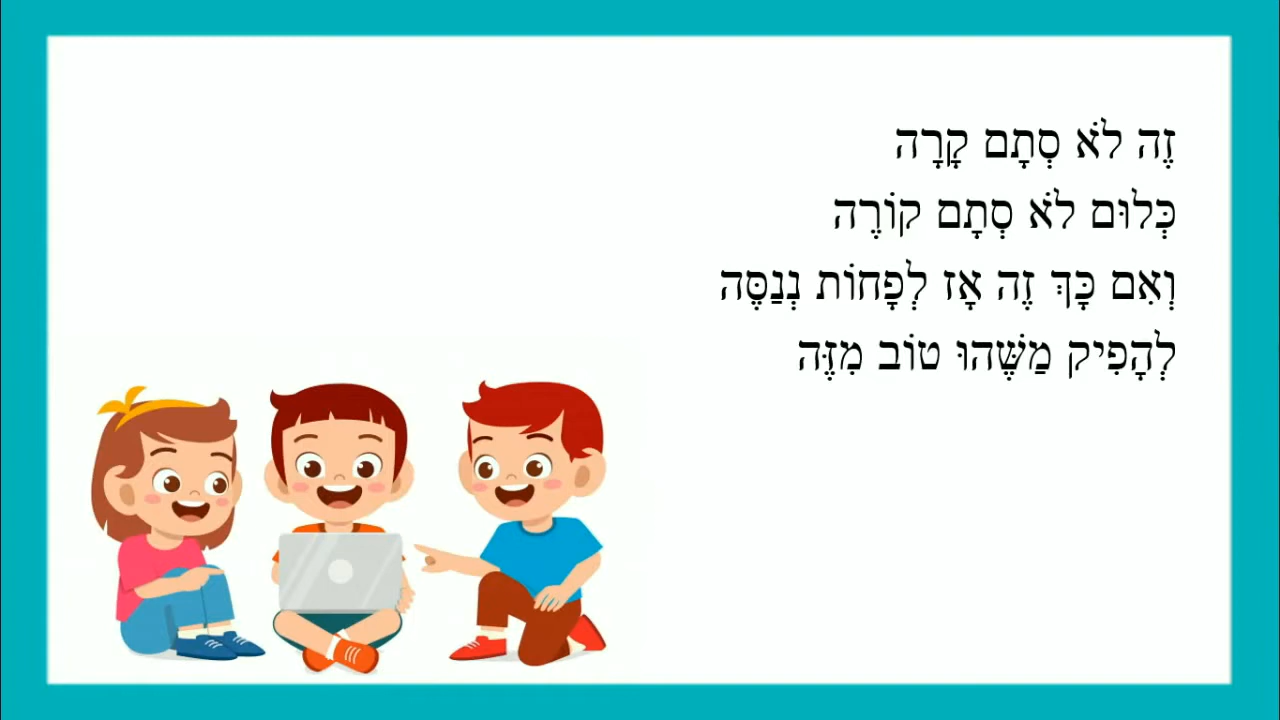 זֶה לֹא סְתָם קָרָה
כְּלוּם לֹא סְתָם קוֹרֶה
וְאִם כָּךְ זֶה אָז לְפָחוֹת נְנַסֶּה
לְהָפִיק מַשֶּׁהוּ טוֹב מִזֶּה